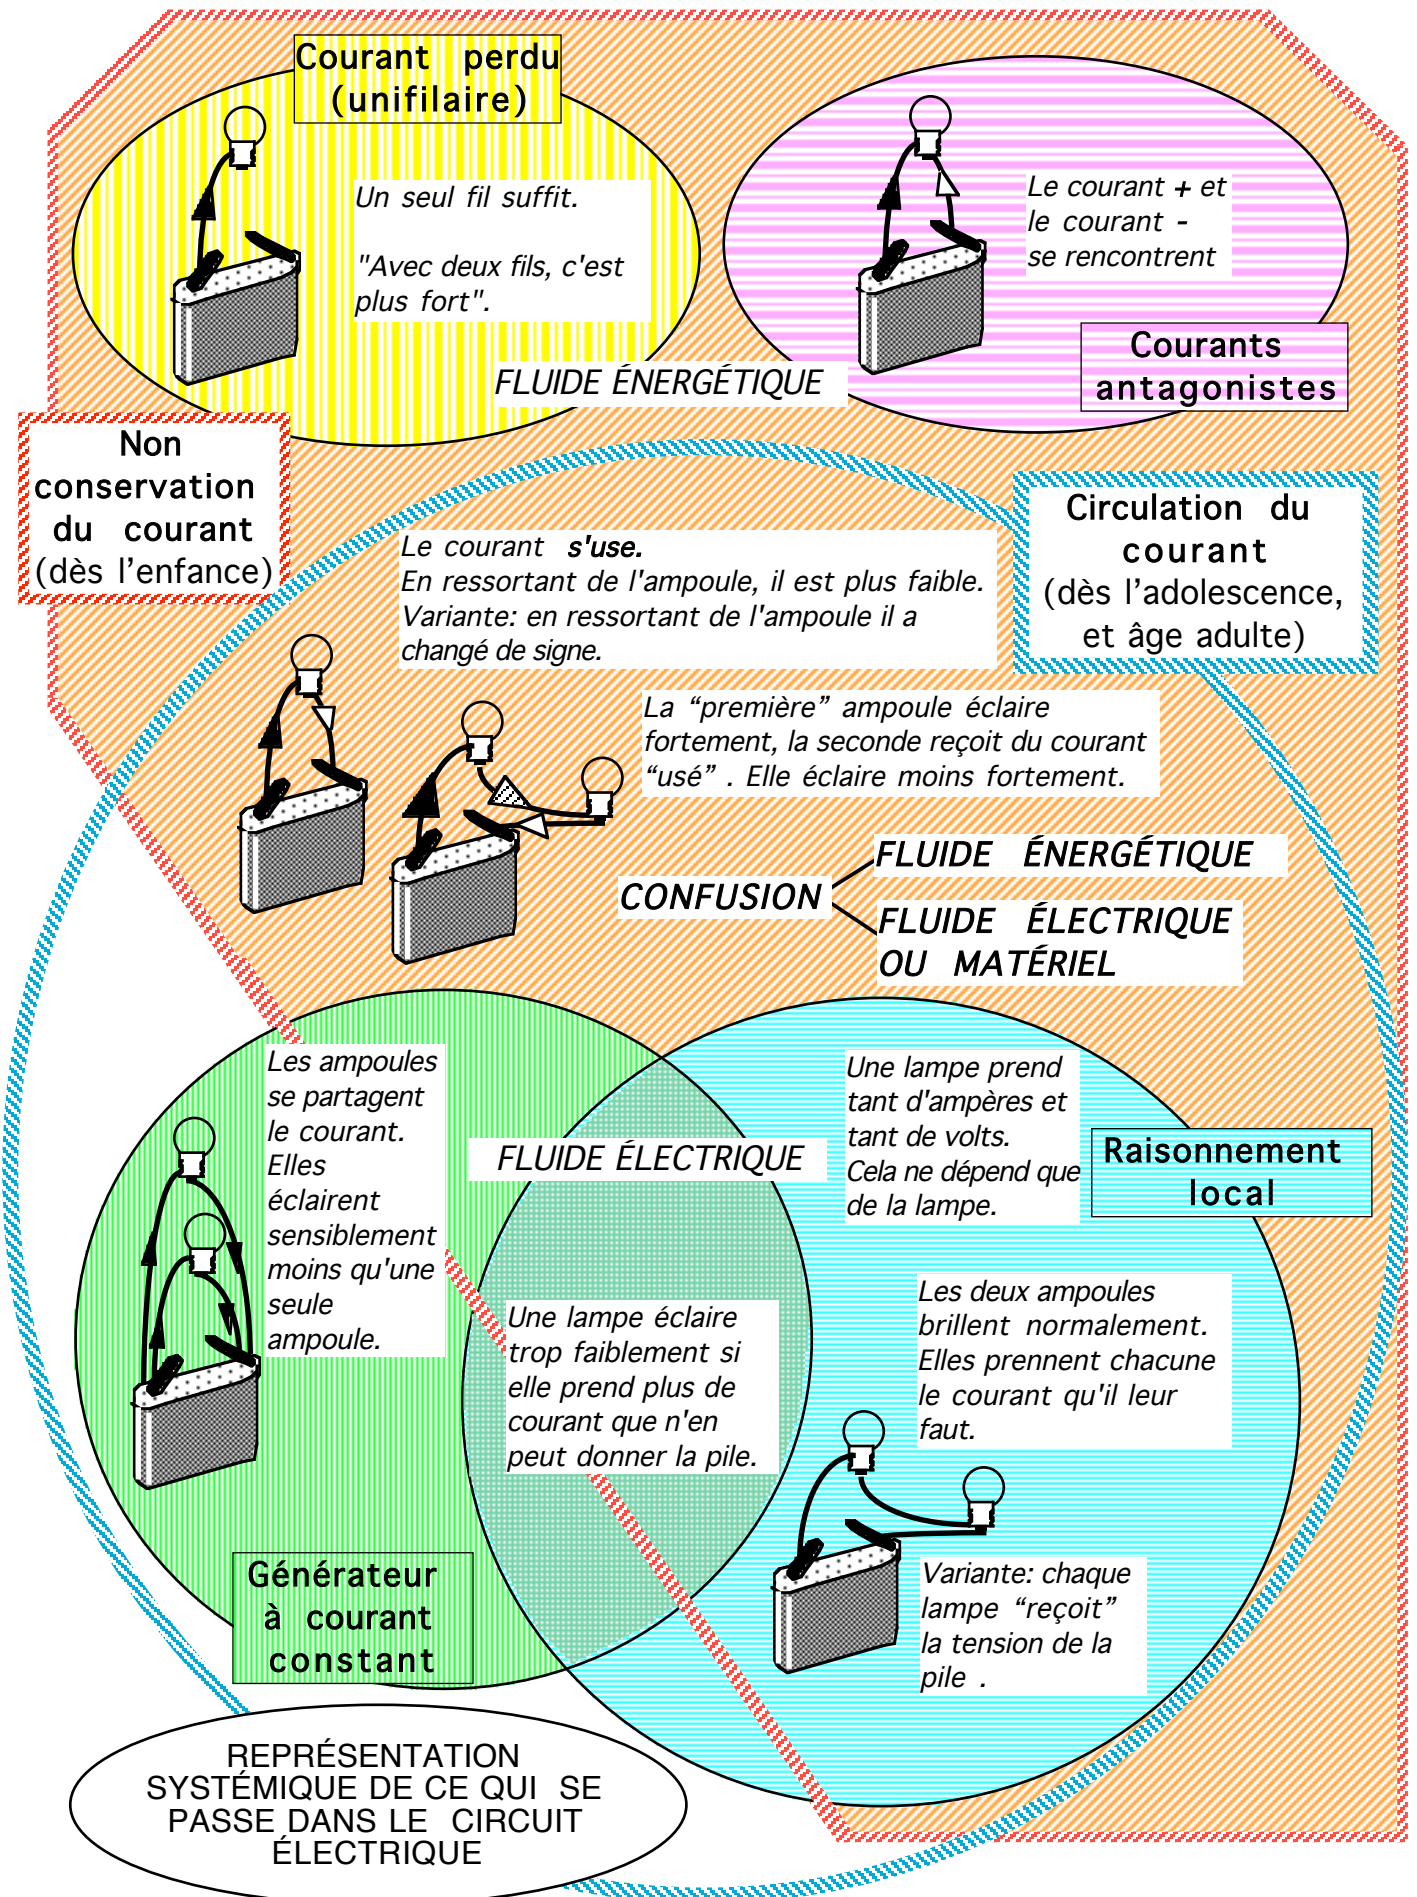 Courant perdu
(unifilaire)
Un seul fil suffit.
"Avec deux fils, c'est
plus fort".
Le courant + et
le courant -
se rencontrent
Courants
antagonistes
FLUIDE ÉNERGÉTIQUE
Non
conservation
du courant
(dès l'enfance)
Circulation du
courant
(dès l'adolescence,
et âge adulte)
Le courant s'use.
En ressortant de l'ampoule, il est plus faible.
Variante: en ressortant de l'ampoule il a
changé de signe.
La “première” ampoule éclaire
fortement, la seconde reçoit du courant
“usé” . Elle éclaire moins fortement.
CONFUSION
FLUIDE ÉNERGÉTIQUE
FLUIDE ÉLECTRIQUE
OU MATÉRIEL
Les ampoules
se partagent
le courant.
Elles
éclairent
sensiblement
moins qu'une
seule
ampoule.
FLUIDE ÉLECTRIQUE
Une lampe prend
tant d'ampères et
tant de volts.
Cela ne dépend que
de la lampe.
Raisonnement
local
Une lampe éclaire
trop faiblement si
elle prend plus de
courant que n'en
peut donner la pile.
Les deux ampoules
brillent normalement.
Elles prennent chacune
le courant qu'il leur
faut.
Variante: chaque
lampe “reçoit”
la tension de la
pile .
Générateur
à courant
constant
REPRÉSENTATION
SYSTÉMIQUE DE CE QUI SE
PASSE DANS LE CIRCUIT
ÉLECTRIQUE